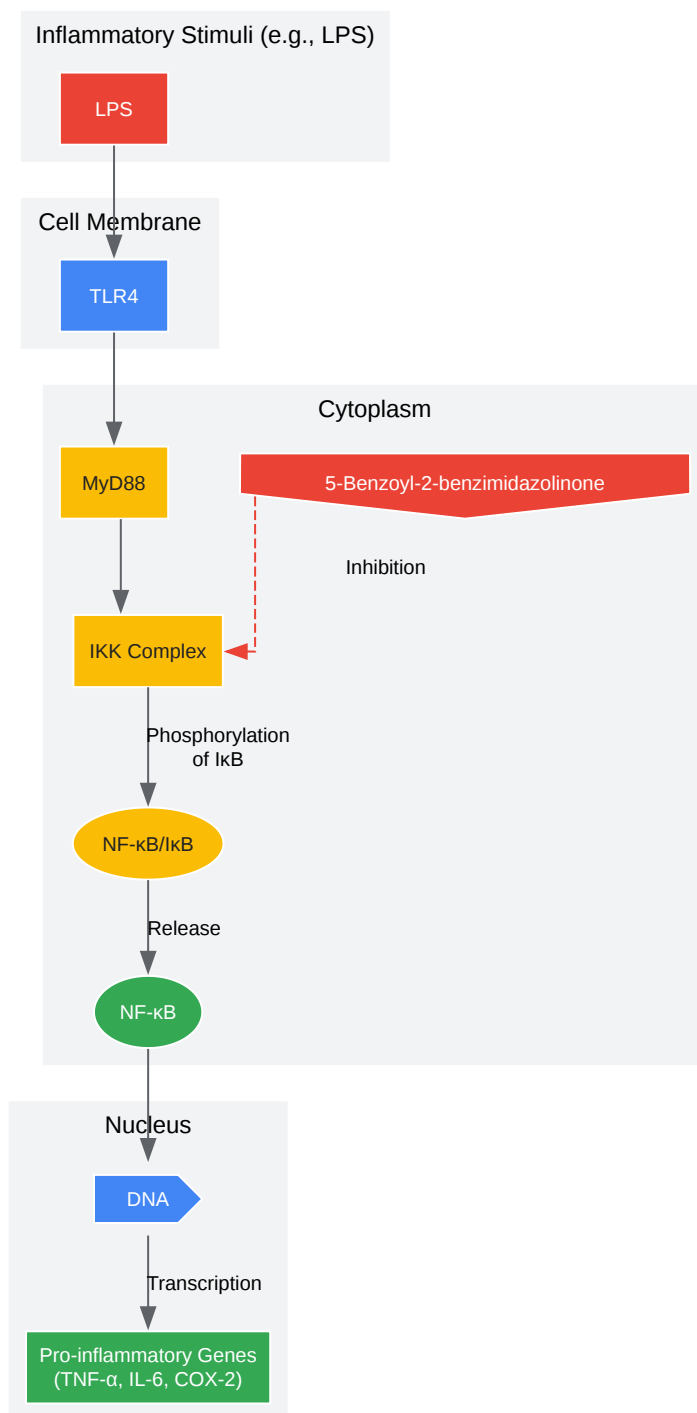 Inflammatory Stimuli (e.g., LPS)
LPS
Cell Membrane
TLR4
Cytoplasm
MyD88
5-Benzoyl-2-benzimidazolinone
Inhibition
IKK Complex
Phosphorylation
of IκB
NF-κB/IκB
Release
NF-κB
Nucleus
DNA
Transcription
Pro-inflammatory Genes
(TNF-α, IL-6, COX-2)